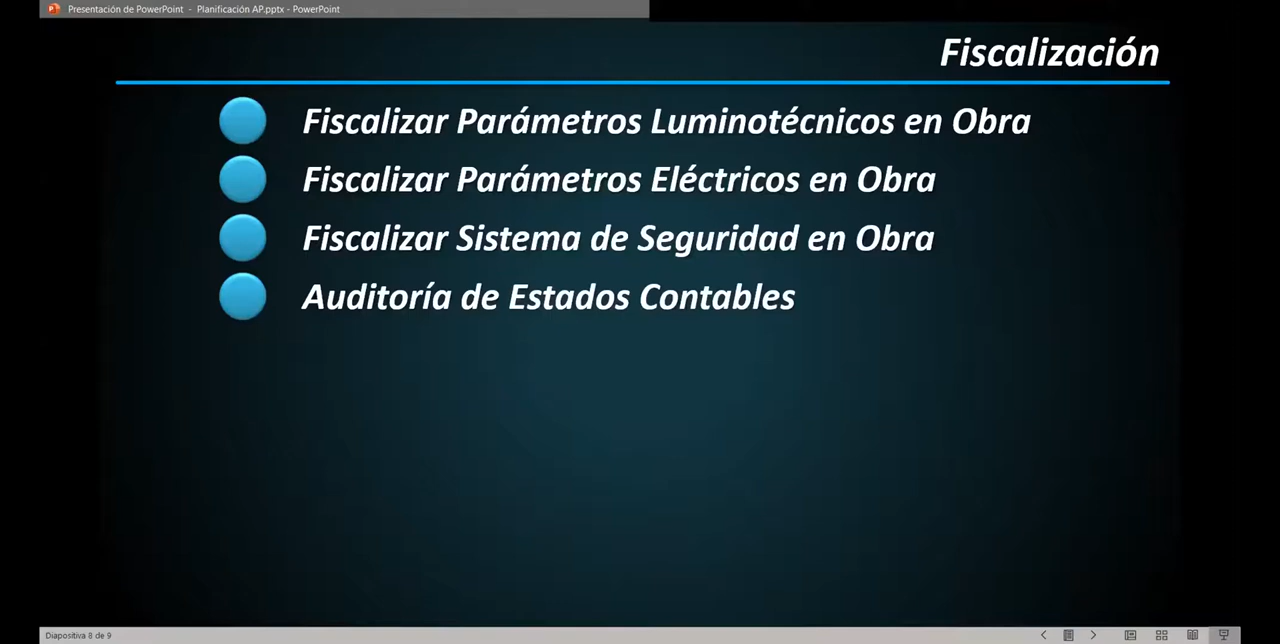 Presentación de PowerPoint - Planificación AP.pptx - PowerPoint
Fiscalización
Fiscalizar Parámetros Luminotécnicos en Obra
Fiscalizar Parámetros Eléctricos en Obra
Fiscalizar Sistema de Seguridad en Obra
Auditoría de Estados Contables
Diapositiva 8 de 9